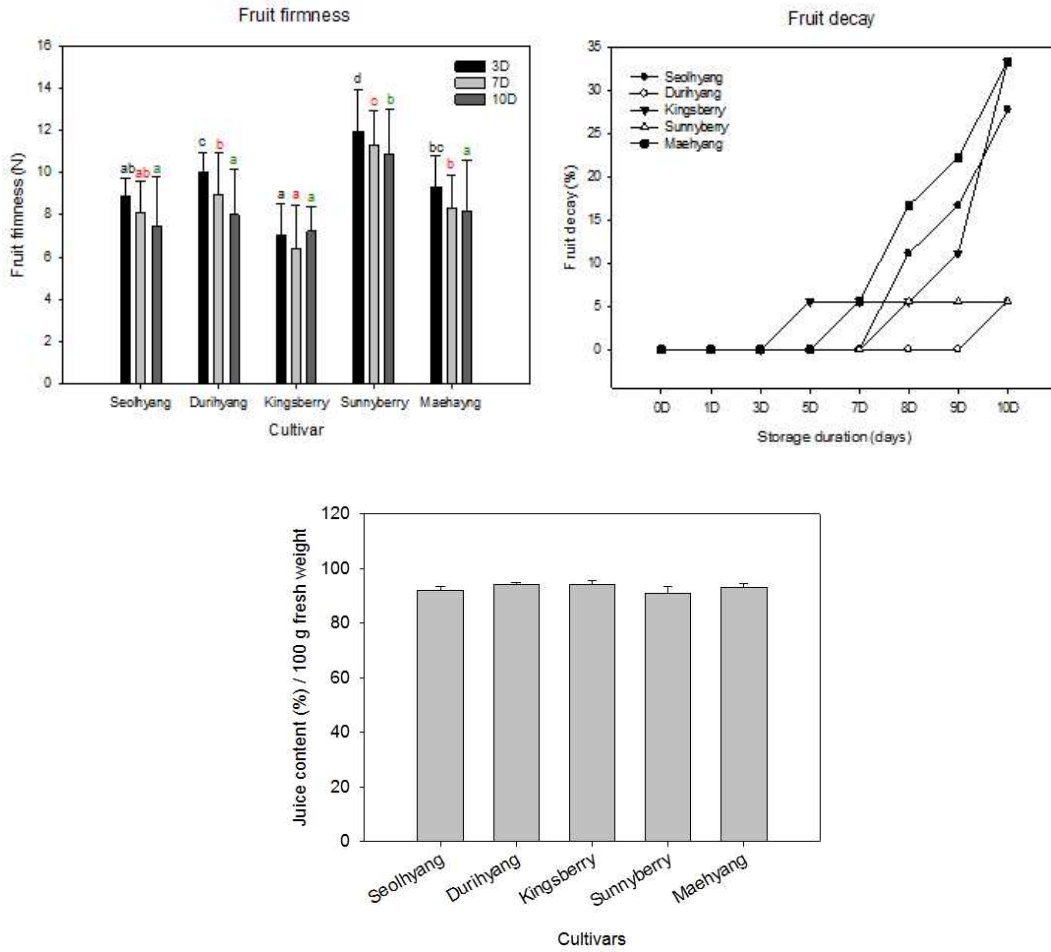 Fruit firmness
16
14
12
10
8
6
4
2
0
Fruit frimness (N)
3D
7D
10D
ab ab a
c b a
a a a
d c b
bc b a
Seolhyang Durihyang Kingsberry Sunnyberry Maehayng
Cultivar
Fruit decay
35
30
25
20
15
10
5
0
Fruit decay (%)
Seolhyang
Durihyang
Kingsberry
Sunnyberry
Maehyang
0D 1D 3D 5D 7D 8D 9D 10D
Storage duration (days)
120
100
80
60
40
20
0
Juice content (%) / 100 g fresh weight
Seolhyang Durihyang Kingsberry Sunnyberry Maehyang
Cultivars